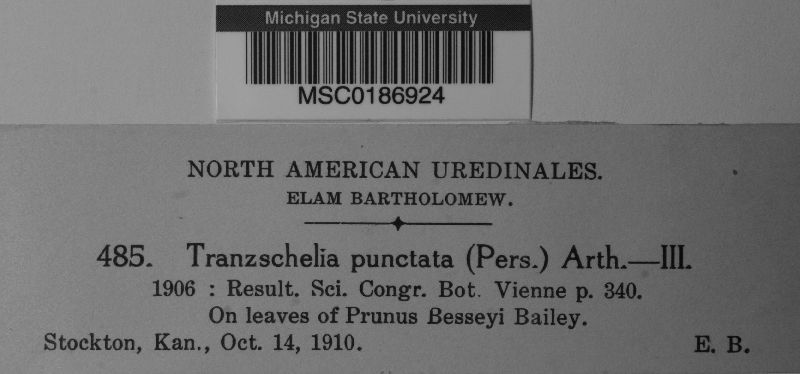 Michigan State University
MSC0186924
NORTH AMERICAN UREDINALES.
ELAM BARTHOLOMEW.
485. Tranzschelia punctata (Pers.) Arth.—III.
1906 : Result. Sci. Congr. Bot. Vienne p. 340.
On leaves of Prunus Besseyi Bailey.
Stockton, Kan., Oct. 14, 1910. E. B.